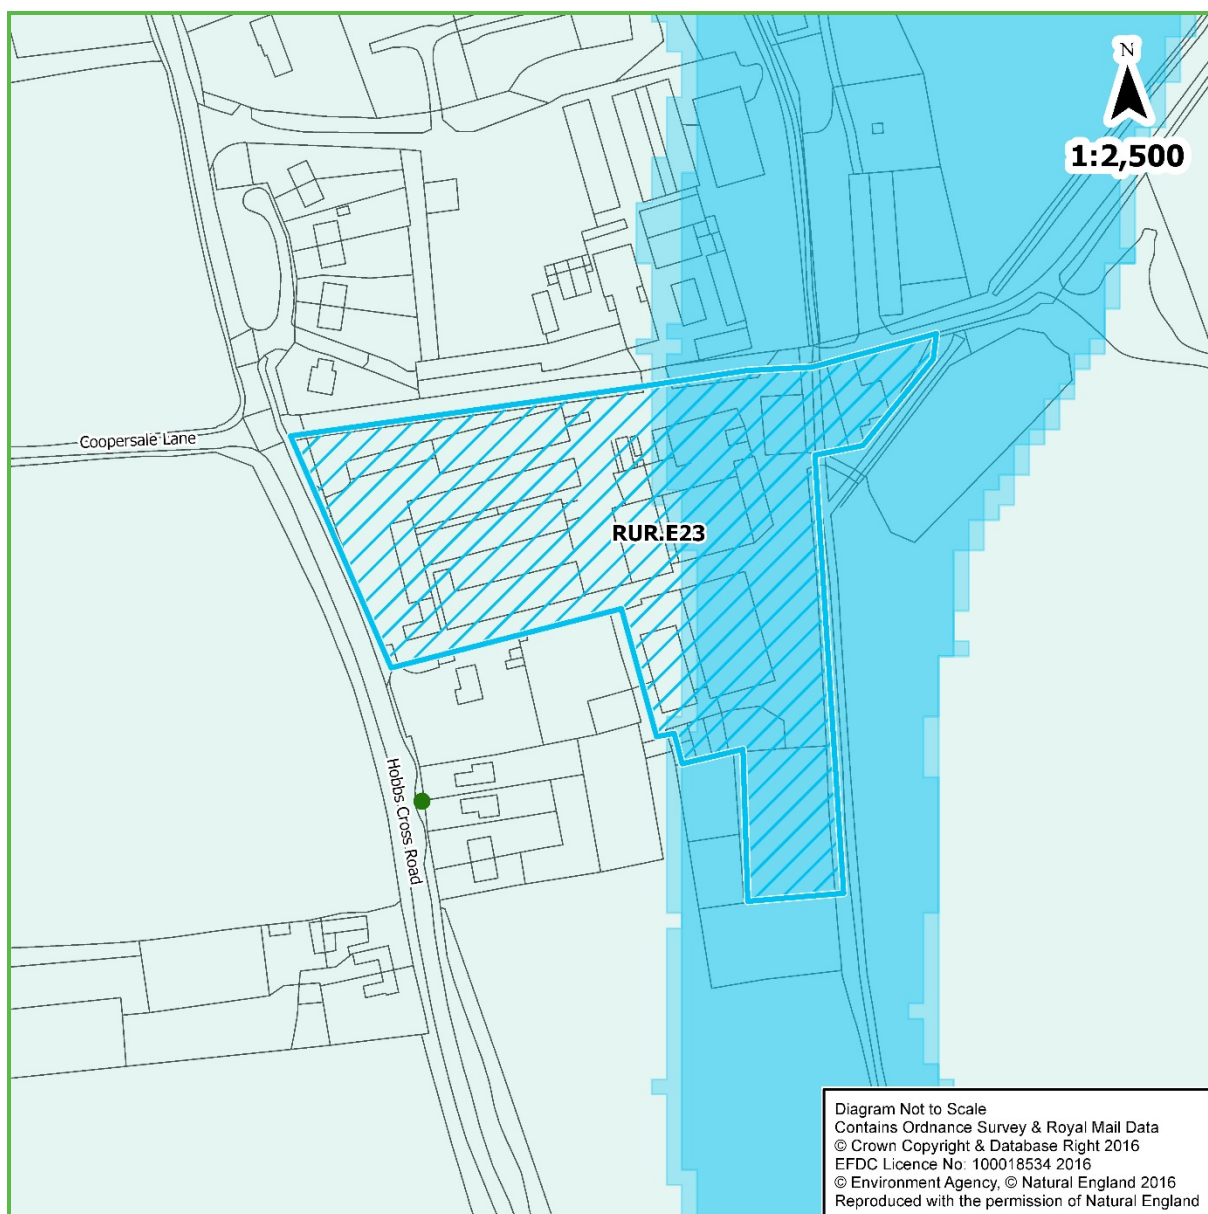 N
1:2,500
Coopersale Lane
RUR.E23
Hobbs Cross Road
Diagram Not to Scale
Contains Ordnance Survey & Royal Mail Data
© Crown Copyright & Database Right 2016
EFDC Licence No: 100018534 2016
© Environment Agency, © Natural England 2016
Reproduced with the permission of Natural England